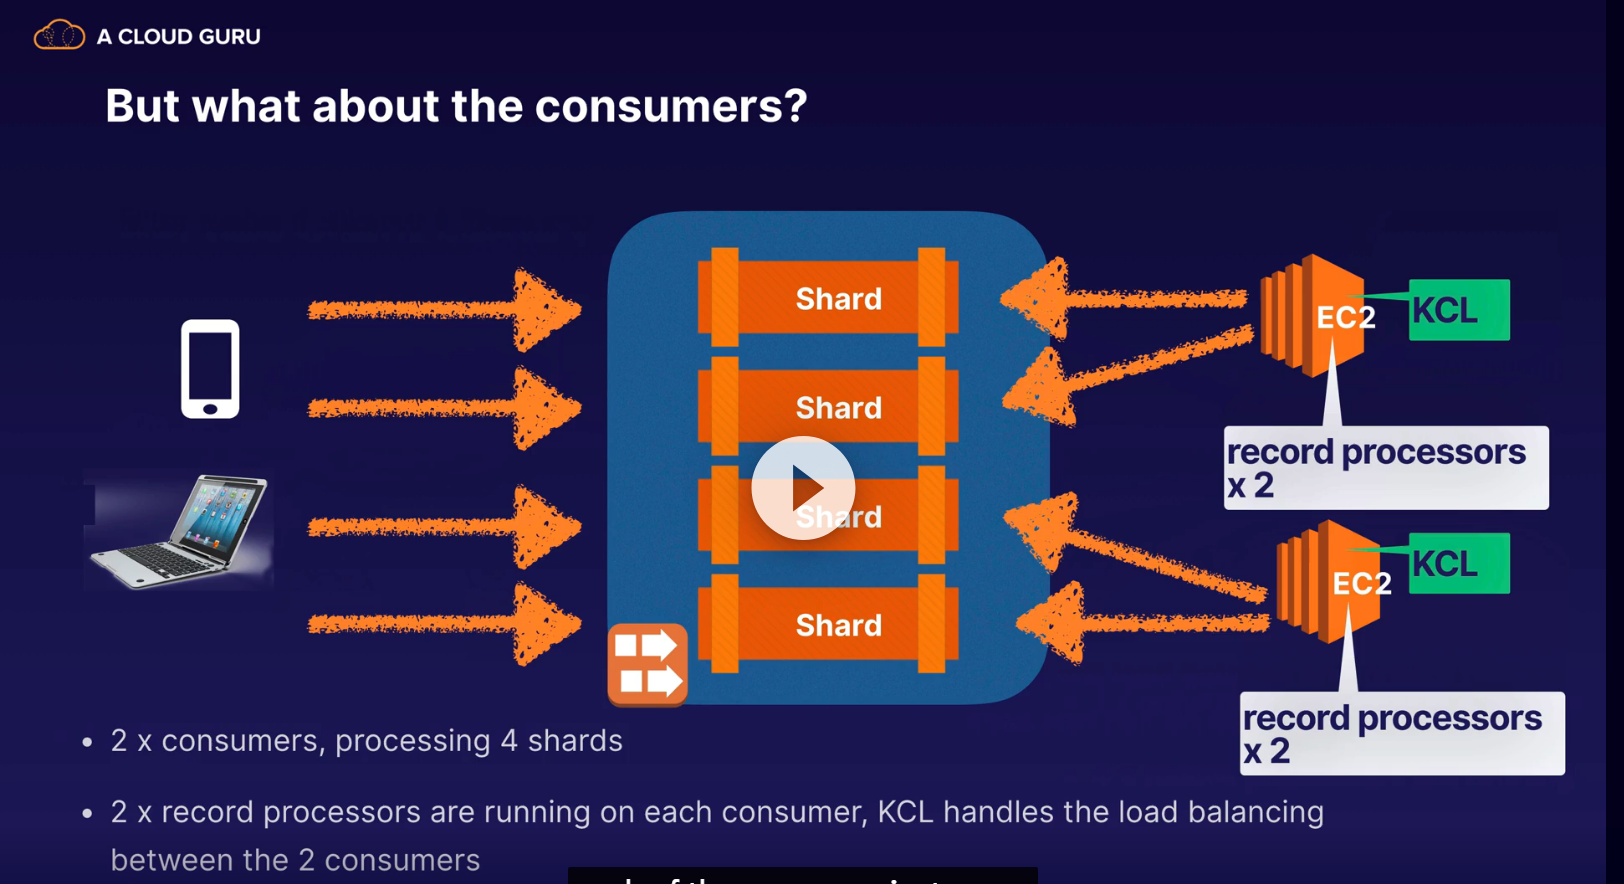 A CLOUD GURU
But what about the consumers?
Shard
Shard
Shard
Shard
EC2
KCL
record processors
x 2
EC2
KCL
record processors
x 2
• 2 x consumers, processing 4 shards
• 2 x record processors are running on each consumer, KCL handles the load balancing
between the 2 consumers